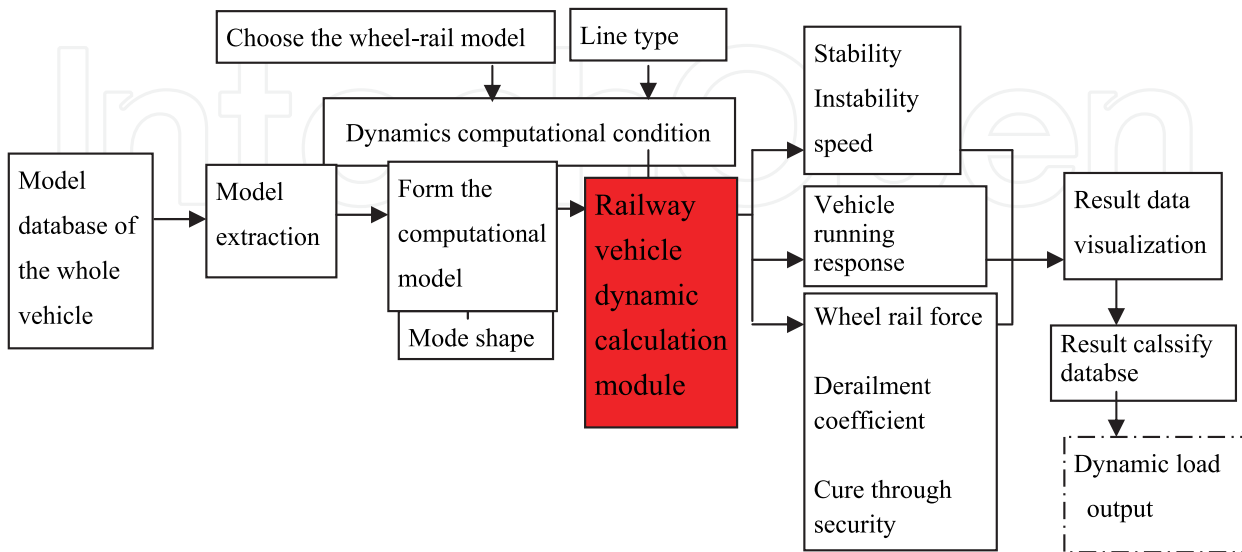 Choose the wheel-rail model
Line type
Dynamics computational condition
Model
database of
the whole
vehicle
Model
extraction
Form the
computational
model
Mode shape
Railway
vehicle
dynamic
calculation
module
Stability
Instability
speed
Vehicle
running
response
Wheel rail force
Derailment
coefficient
Cure through
security
Result data
visualization
Result calssify
databse
Dynamic load
output
IntechOpen